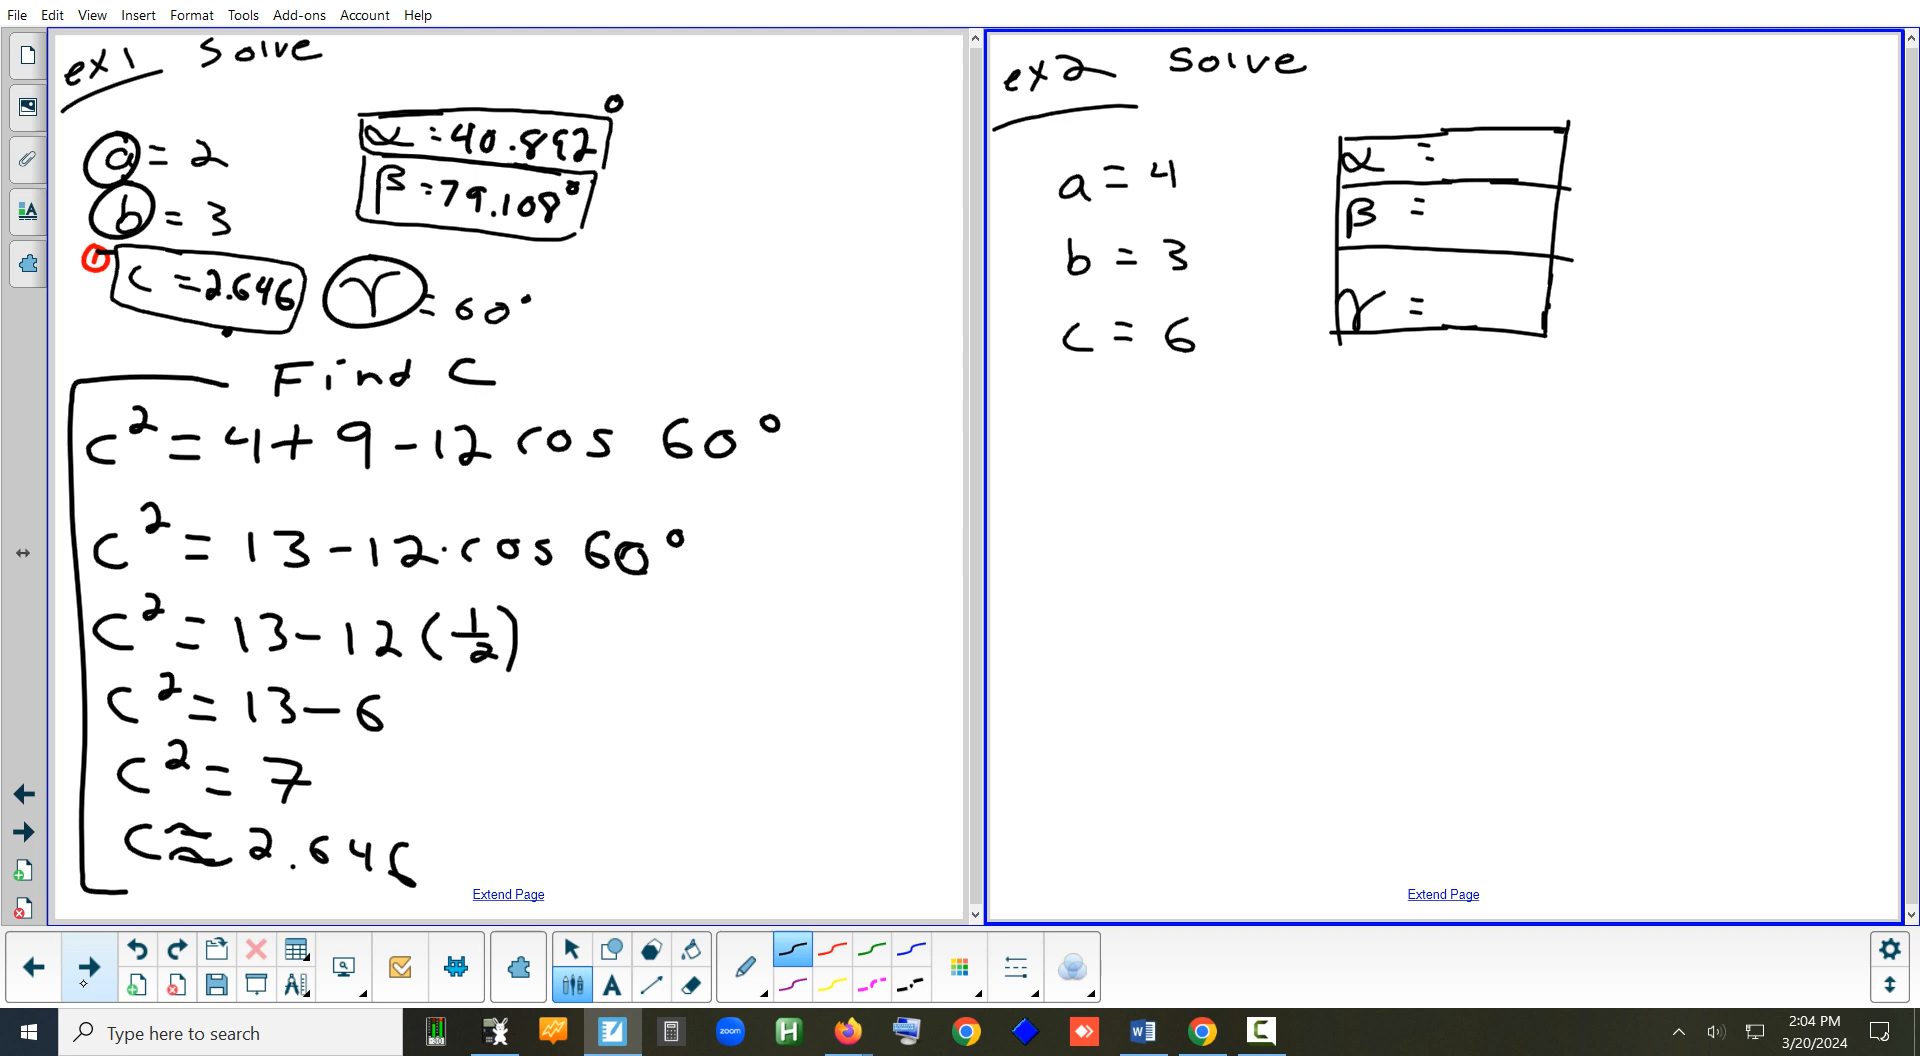 File Edit View Insert Format Tools Add-ons Account Help
ex1 Solve
a = 2
b = 3
c = 2.646
α = 40.892°
β = 79.108°
γ = 60°
Find C
c² = 4 + 9 - 12 cos 60°
c² = 13 - 12 · cos 60°
c² = 13 - 12 (1/2)
c² = 13 - 6
c² = 7
c ≈ 2.646
Extend Page
ex2 Solve
a = 4
b = 3
c = 6
α =
β =
γ =
Extend Page
Type here to search
zoom
2:04 PM
3/20/2024